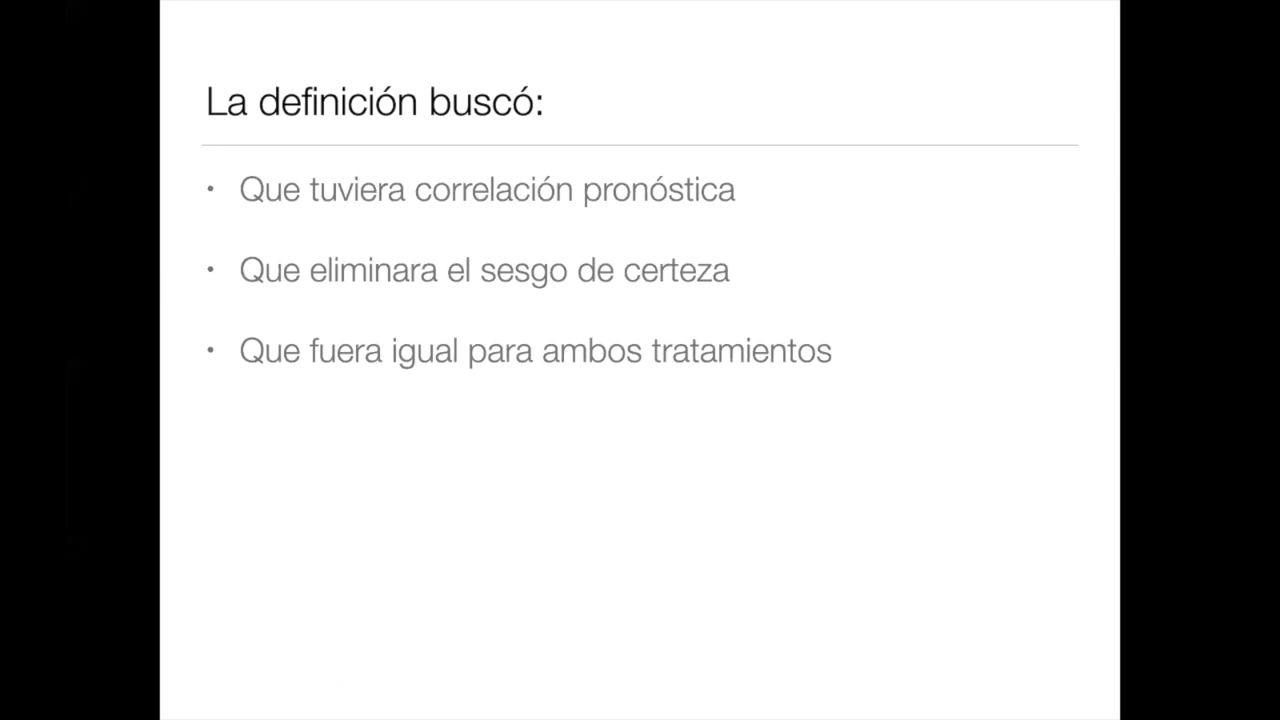 La definición buscó:
• Que tuviera correlación pronóstica
• Que eliminara el sesgo de certeza
• Que fuera igual para ambos tratamientos